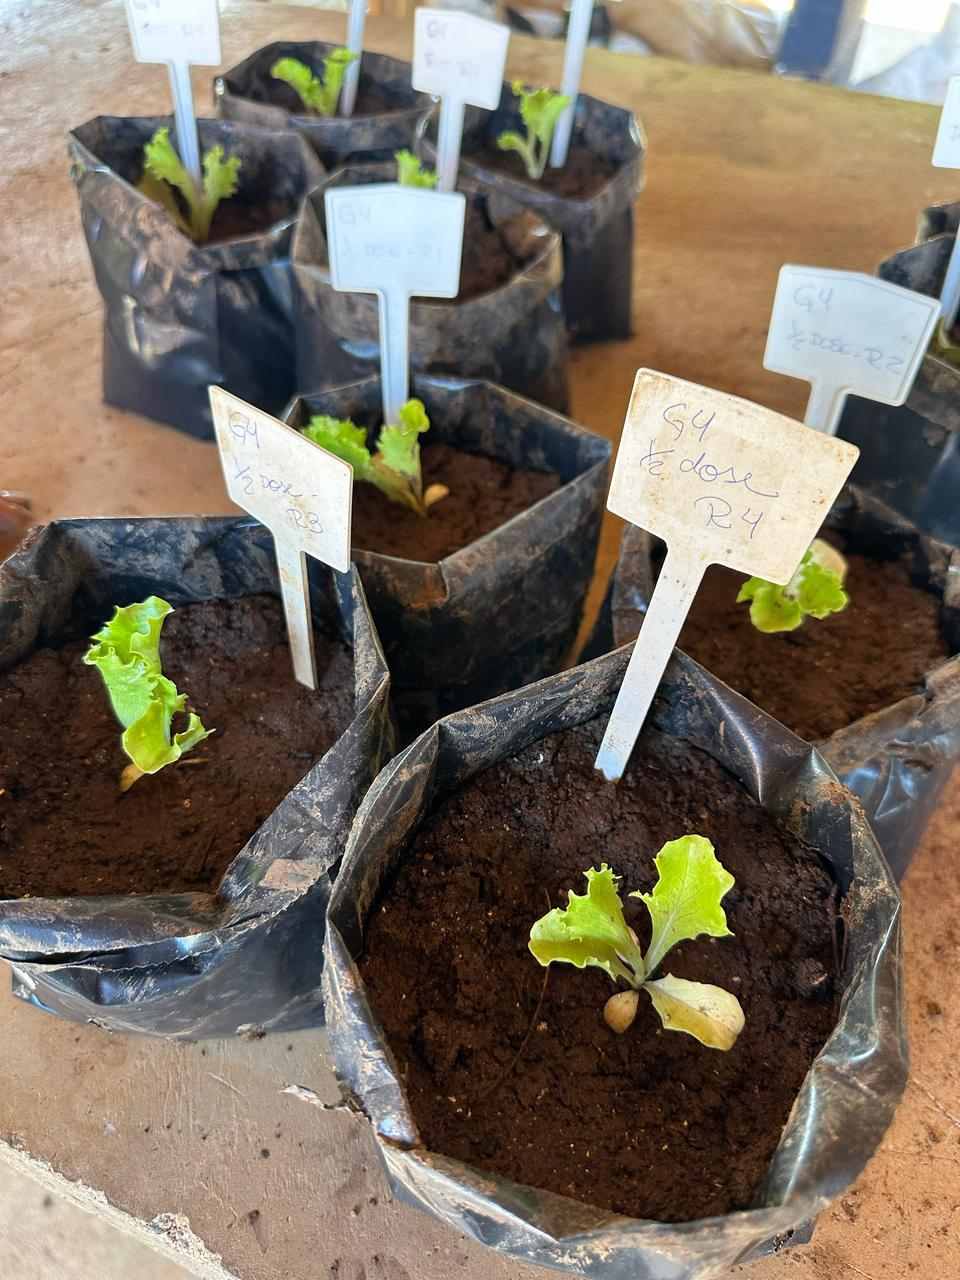 G4
G4
½ DOSE - R1
G4
½ DOSE - R2
G4
½ DOSE -
R3
G4
½ dose
R4